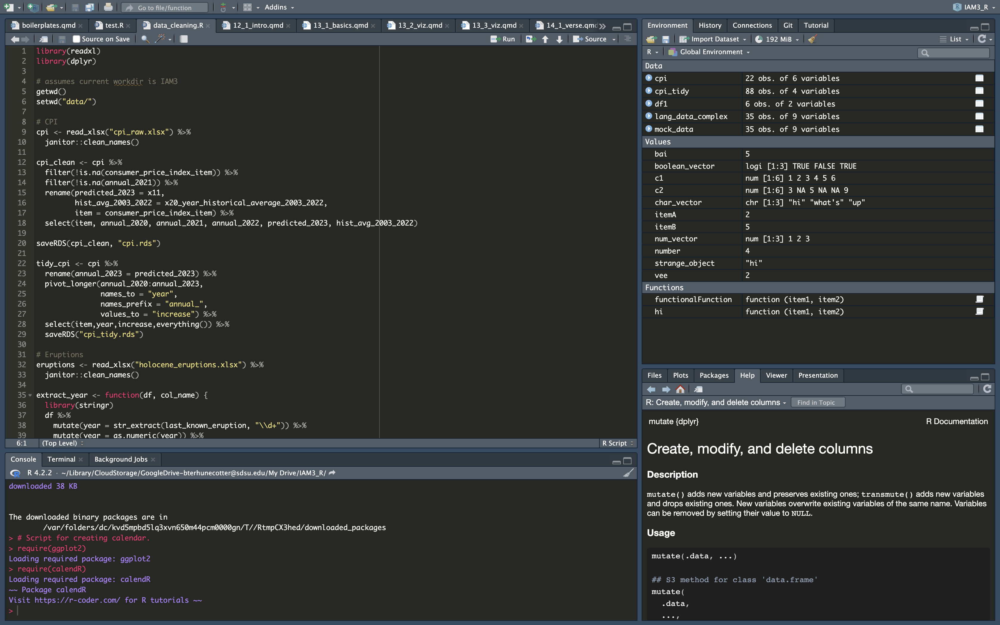 Go to file/function
Addins
IAM3_R
boilerplates.qmd
test.R
data_cleaning.R
12_1_intro.qmd
13_1_basics.qmd
13_2_viz.qmd
13_3_viz.qmd
14_1_verse.qmd
Source on Save
Run
Source
1 library(readxl)
2 library(dplyr)
3
4 # assumes current workdir is IAM3
5 getwd()
6 setwd("data/")
7
8 # CPI
9 cpi <- read_xlsx("cpi_raw.xlsx") %>%
10 janitor::clean_names()
11
12 cpi_clean <- cpi %>%
13 filter(!is.na(consumer_price_index_item)) %>%
14 filter(!is.na(annual_2021)) %>%
15 rename(predicted_2023 = x11,
16 hist_avg_2003_2022 = x20_year_historical_average_2003_2022,
17 item = consumer_price_index_item) %>%
18 select(item, annual_2020, annual_2021, annual_2022, predicted_2023, hist_avg_2003_2022)
19
20 saveRDS(cpi_clean, "cpi.rds")
21
22 tidy_cpi <- cpi %>%
23 rename(annual_2023 = predicted_2023) %>%
24 pivot_longer(annual_2020:annual_2023,
25 names_to = "year",
26 names_prefix = "annual_",
27 values_to = "increase") %>%
28 select(item,year,increase,everything()) %>%
29 saveRDS("cpi_tidy.rds")
30
31 # Eruptions
32 eruptions <- read_xlsx("holocene_eruptions.xlsx") %>%
33 janitor::clean_names()
34
35 extract_year <- function(df, col_name) {
36 library(stringr)
37 df %>%
38 mutate(year = str_extract(last_known_eruption, "\\d+")) %>%
39 mutate(year = as.numeric(year)) %>%
6:1
(Top Level)
R Script
Console
Terminal
Background Jobs
R 4.2.2 · ~/Library/CloudStorage/GoogleDrive-bterhunecotter@sdsu.edu/My Drive/IAM3_R/
downloaded 38 KB
The downloaded binary packages are in
/var/folders/dc/kvd5mpbd5lq3xvn650m44pcm0000gn/T//RtmpCX3hed/downloaded_packages
> # Script for creating calendar.
> require(ggplot2)
Loading required package: ggplot2
> require(calendR)
Loading required package: calendR
~~ Package calendR
Visit https://r-coder.com/ for R tutorials ~~
>
Environment
History
Connections
Git
Tutorial
Import Dataset
192 MiB
List
R
Global Environment
Data
cpi 22 obs. of 6 variables
cpi_tidy 88 obs. of 4 variables
df1 6 obs. of 2 variables
lang_data_complex 35 obs. of 9 variables
mock_data 35 obs. of 9 variables
Values
bai 5
boolean_vector logi [1:3] TRUE FALSE TRUE
c1 num [1:6] 1 2 3 4 5 6
c2 num [1:6] 3 NA 5 NA NA 9
char_vector chr [1:3] "hi" "what's" "up"
itemA 2
itemB 5
num_vector num [1:3] 1 2 3
number 4
strange_object "hi"
vee 2
Functions
functionalFunction function (item1, item2)
hi function (item1, item2)
Files
Plots
Packages
Help
Viewer
Presentation
R: Create, modify, and delete columns
Find in Topic
mutate {dplyr}
R Documentation
Create, modify, and delete columns
Description
mutate() adds new variables and preserves existing ones; transmute() adds new variables
and drops existing ones. New variables overwrite existing variables of the same name. Variables
can be removed by setting their value to NULL.
Usage
mutate(.data, ...)
## S3 method for class 'data.frame'
mutate(
.data,
...,